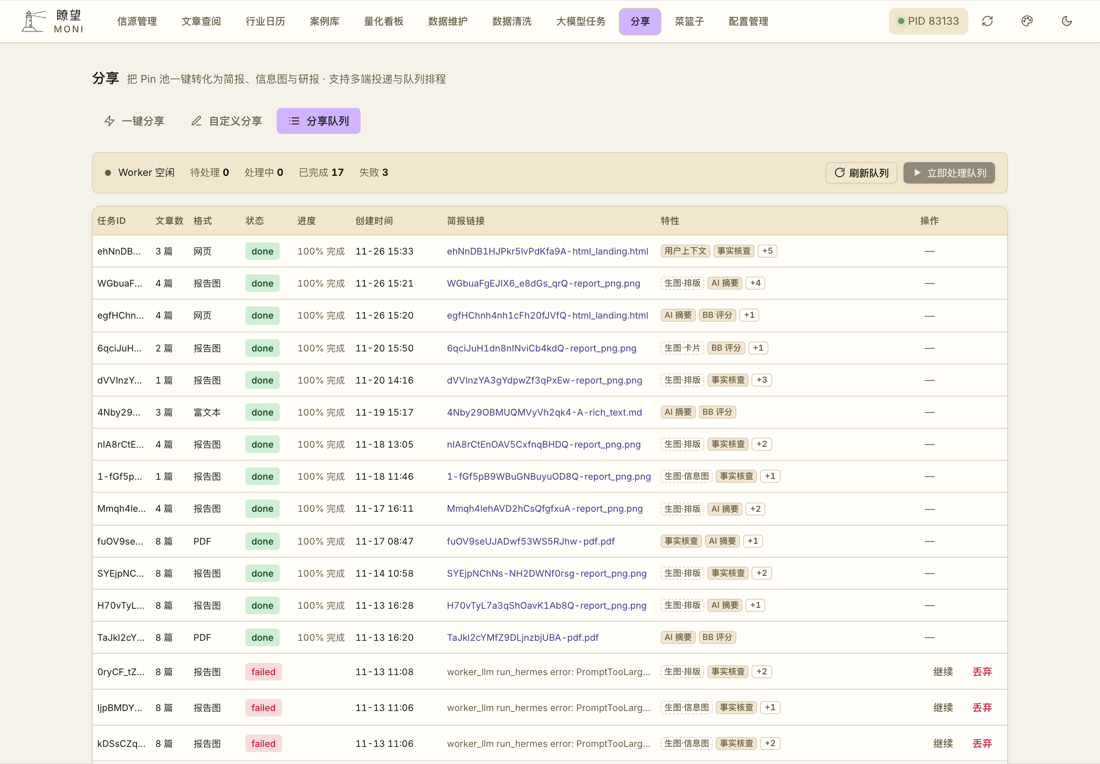 瞭望
MONI
信源管理 文章查阅 行业日历 案例库 量化看板 数据维护 数据清洗 大模型任务 分享 菜篮子 配置管理 PID 83133
分享 把 Pin 池一键转化为简报、信息图与研报 · 支持多端投递与队列排程
一键分享 自定义分享 分享队列
Worker 空闲 待处理 0 处理中 0 已完成 17 失败 3 刷新队列 立即处理队列
任务ID 文章数 格式 状态 进度 创建时间 简报链接 特性 操作
ehNnDB... 3 篇 网页 done 100% 完成 11-26 15:33 ehNnDB1HJPkr5IvPdKfa9A-html_landing.html 用户上下文 事实核查 +5 —
WGbuaF... 4 篇 报告图 done 100% 完成 11-26 15:21 WGbuaFgEJIX6_e8dGs_qrQ-report_png.png 生图·排版 AI 摘要 +4 —
egfHChn... 4 篇 网页 done 100% 完成 11-26 15:20 egfHChnh4nh1cFh20fJVfQ-html_landing.html AI 摘要 BB 评分 +1 —
6qciJuH... 2 篇 报告图 done 100% 完成 11-20 15:50 6qciJuH1dn8nINviCb4kdQ-report_png.png 生图·卡片 BB 评分 +1 —
dVVInzY... 1 篇 报告图 done 100% 完成 11-20 14:16 dVVInzYA3gYdpwZf3qPxEw-report_png.png 生图·排版 事实核查 +3 —
4Nby29... 3 篇 富文本 done 100% 完成 11-19 15:17 4Nby29OBMUQMVyVh2qk4-A-rich_text.md AI 摘要 BB 评分 —
nIA8rCtE... 4 篇 报告图 done 100% 完成 11-18 13:05 nIA8rCtEnOAV5CxfnqBHDQ-report_png.png 生图·排版 事实核查 +2 —
1-fGf5p... 1 篇 报告图 done 100% 完成 11-18 11:46 1-fGf5pB9WBuGNBuyuOD8Q-report_png.png 生图·信息图 事实核查 +1 —
Mmqh4le... 4 篇 报告图 done 100% 完成 11-17 16:11 Mmqh4lehAVD2hCsQfgfxuA-report_png.png 生图·排版 AI 摘要 +2 —
fuOV9se... 8 篇 PDF done 100% 完成 11-17 08:47 fuOV9seUJADwf53WS5RJhw-pdf.pdf 事实核查 AI 摘要 +1 —
SYEjpNC... 8 篇 报告图 done 100% 完成 11-14 10:58 SYEjpNChNs-NH2DWNf0rsg-report_png.png 生图·排版 事实核查 +2 —
H70vTyL... 8 篇 报告图 done 100% 完成 11-13 16:28 H70vTyL7a3qShOavK1Ab8Q-report_png.png 生图·排版 AI 摘要 +1 —
TaJkl2cY... 8 篇 PDF done 100% 完成 11-13 16:20 TaJkl2cYMfZ9DLjnzbjUBA-pdf.pdf AI 摘要 BB 评分 —
0ryCF_tZ... 8 篇 报告图 failed 11-13 11:08 worker_llm run_hermes error: PromptTooLarg... 生图·排版 事实核查 +2 继续 丢弃
ljpBMDY... 8 篇 报告图 failed 11-13 11:06 worker_llm run_hermes error: PromptTooLarg... 生图·信息图 事实核查 +1 继续 丢弃
kDSsCZq... 8 篇 报告图 failed 11-13 11:06 worker_llm run_hermes error: PromptTooLarg... 生图·信息图 事实核查 +2 继续 丢弃